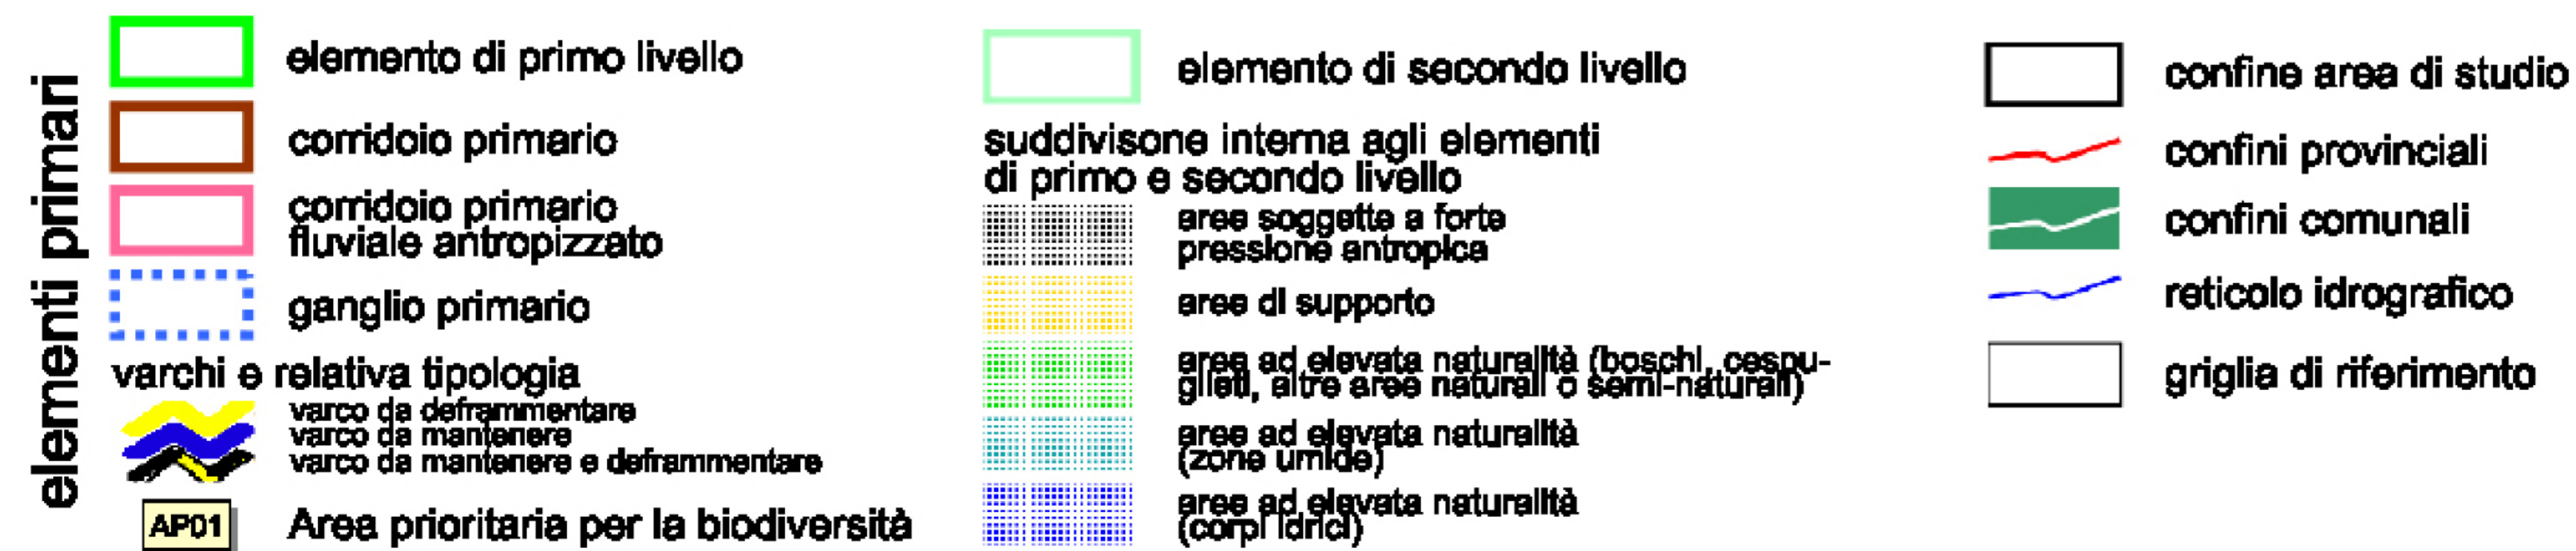 elementi primari
elemento di primo livello
corridoio primario
corridoio primario
fluviale antropizzato
ganglio primario
varchi e relativa tipologia
varco da deframmentare
varco da mantenere
varco da mantenere e deframmentare
AP01
Area prioritaria per la biodiversità
elemento di secondo livello
suddivisone interna agli elementi
di primo e secondo livello
aree soggette a forte
pressione antropica
aree di supporto
aree ad elevata naturalità (boschi, cespu-
glieti, altre aree naturali o semi-naturali)
aree ad elevata naturalità
(zone umide)
aree ad elevata naturalità
(corpi idrici)
confine area di studio
confini provinciali
confini comunali
reticolo idrografico
griglia di riferimento